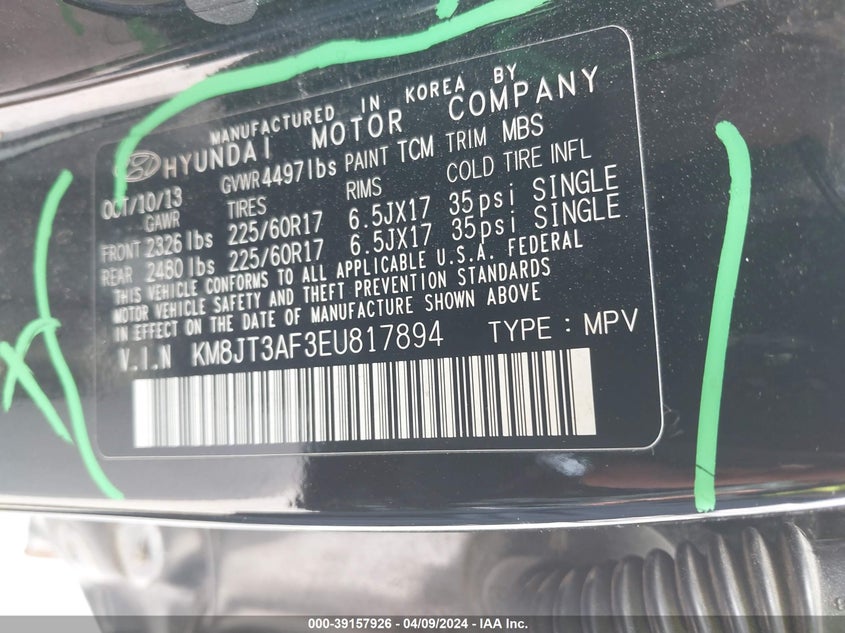 MANUFACTURED IN KOREA BY
HYUNDAI MOTOR COMPANY
OCT/10/13 GVWR 4497lbs PAINT TCM TRIM MBS
GAWR TIRES RIMS COLD TIRE INFL
FRONT 2326lbs 225/60R17 6.5JX17 35psi SINGLE
REAR 2480lbs 225/60R17 6.5JX17 35psi SINGLE
THIS VEHICLE CONFORMS TO ALL APPLICABLE U.S.A. FEDERAL
MOTOR VEHICLE SAFETY AND THEFT PREVENTION STANDARDS
IN EFFECT ON THE DATE OF MANUFACTURE SHOWN ABOVE
V.I.N KM8JT3AF3EU817894 TYPE : MPV
000-39157926 | 04/09/2024 - IAA Inc.